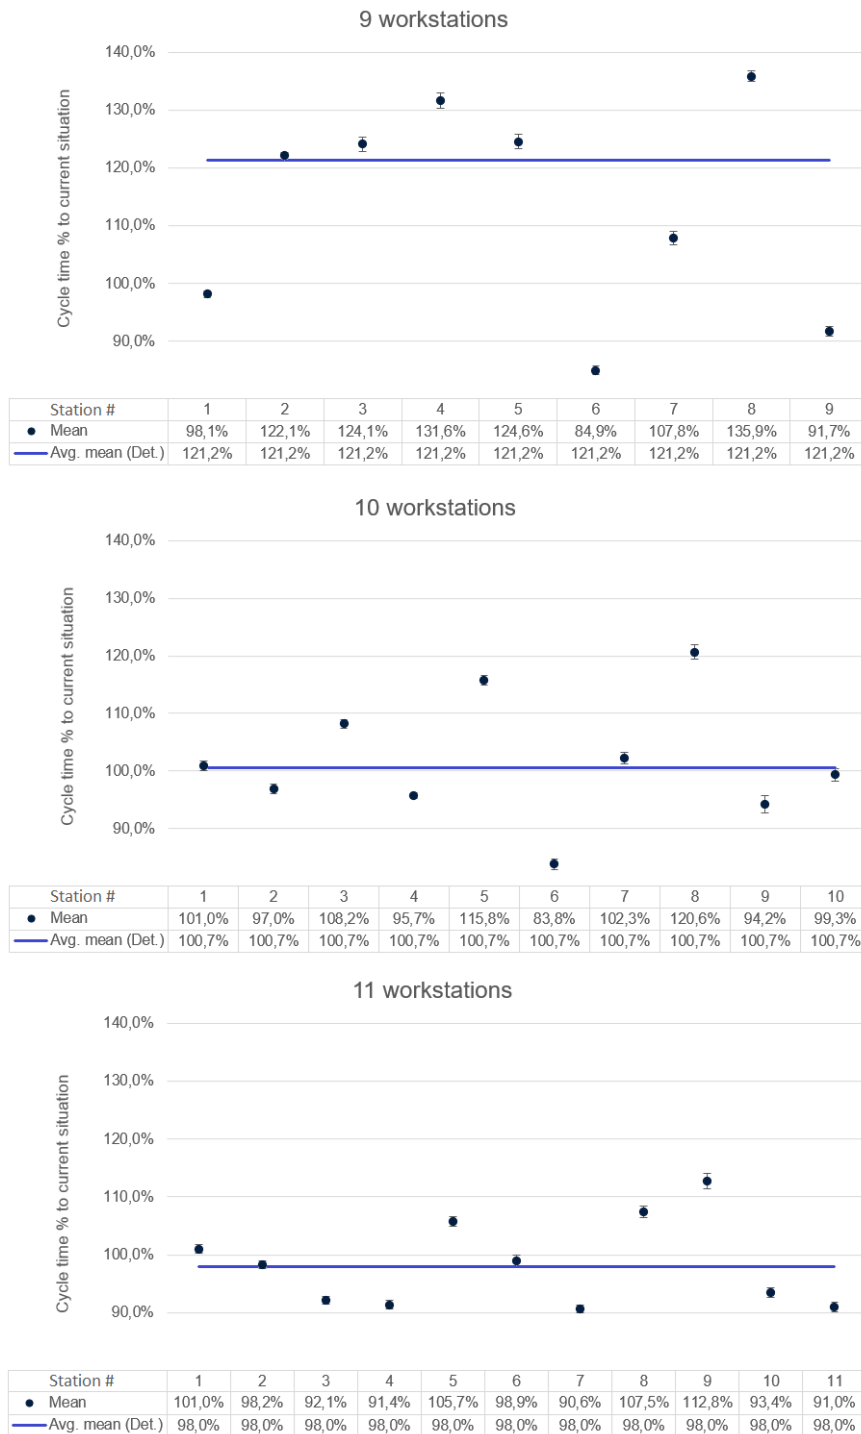 9 workstations
Cycle time % to current situation
140,0%
130,0%
120,0%
110,0%
100,0%
90,0%
Station # 1 2 3 4 5 6 7 8 9
Mean 98,1% 122,1% 124,1% 131,6% 124,6% 84,9% 107,8% 135,9% 91,7%
Avg. mean (Det.) 121,2% 121,2% 121,2% 121,2% 121,2% 121,2% 121,2% 121,2% 121,2%
10 workstations
Cycle time % to current situation
140,0%
130,0%
120,0%
110,0%
100,0%
90,0%
Station # 1 2 3 4 5 6 7 8 9 10
Mean 101,0% 97,0% 108,2% 95,7% 115,8% 83,8% 102,3% 120,6% 94,2% 99,3%
Avg. mean (Det.) 100,7% 100,7% 100,7% 100,7% 100,7% 100,7% 100,7% 100,7% 100,7% 100,7%
11 workstations
Cycle time % to current situation
140,0%
130,0%
120,0%
110,0%
100,0%
90,0%
Station # 1 2 3 4 5 6 7 8 9 10 11
Mean 101,0% 98,2% 92,1% 91,4% 105,7% 98,9% 90,6% 107,5% 112,8% 93,4% 91,0%
Avg. mean (Det.) 98,0% 98,0% 98,0% 98,0% 98,0% 98,0% 98,0% 98,0% 98,0% 98,0% 98,0%